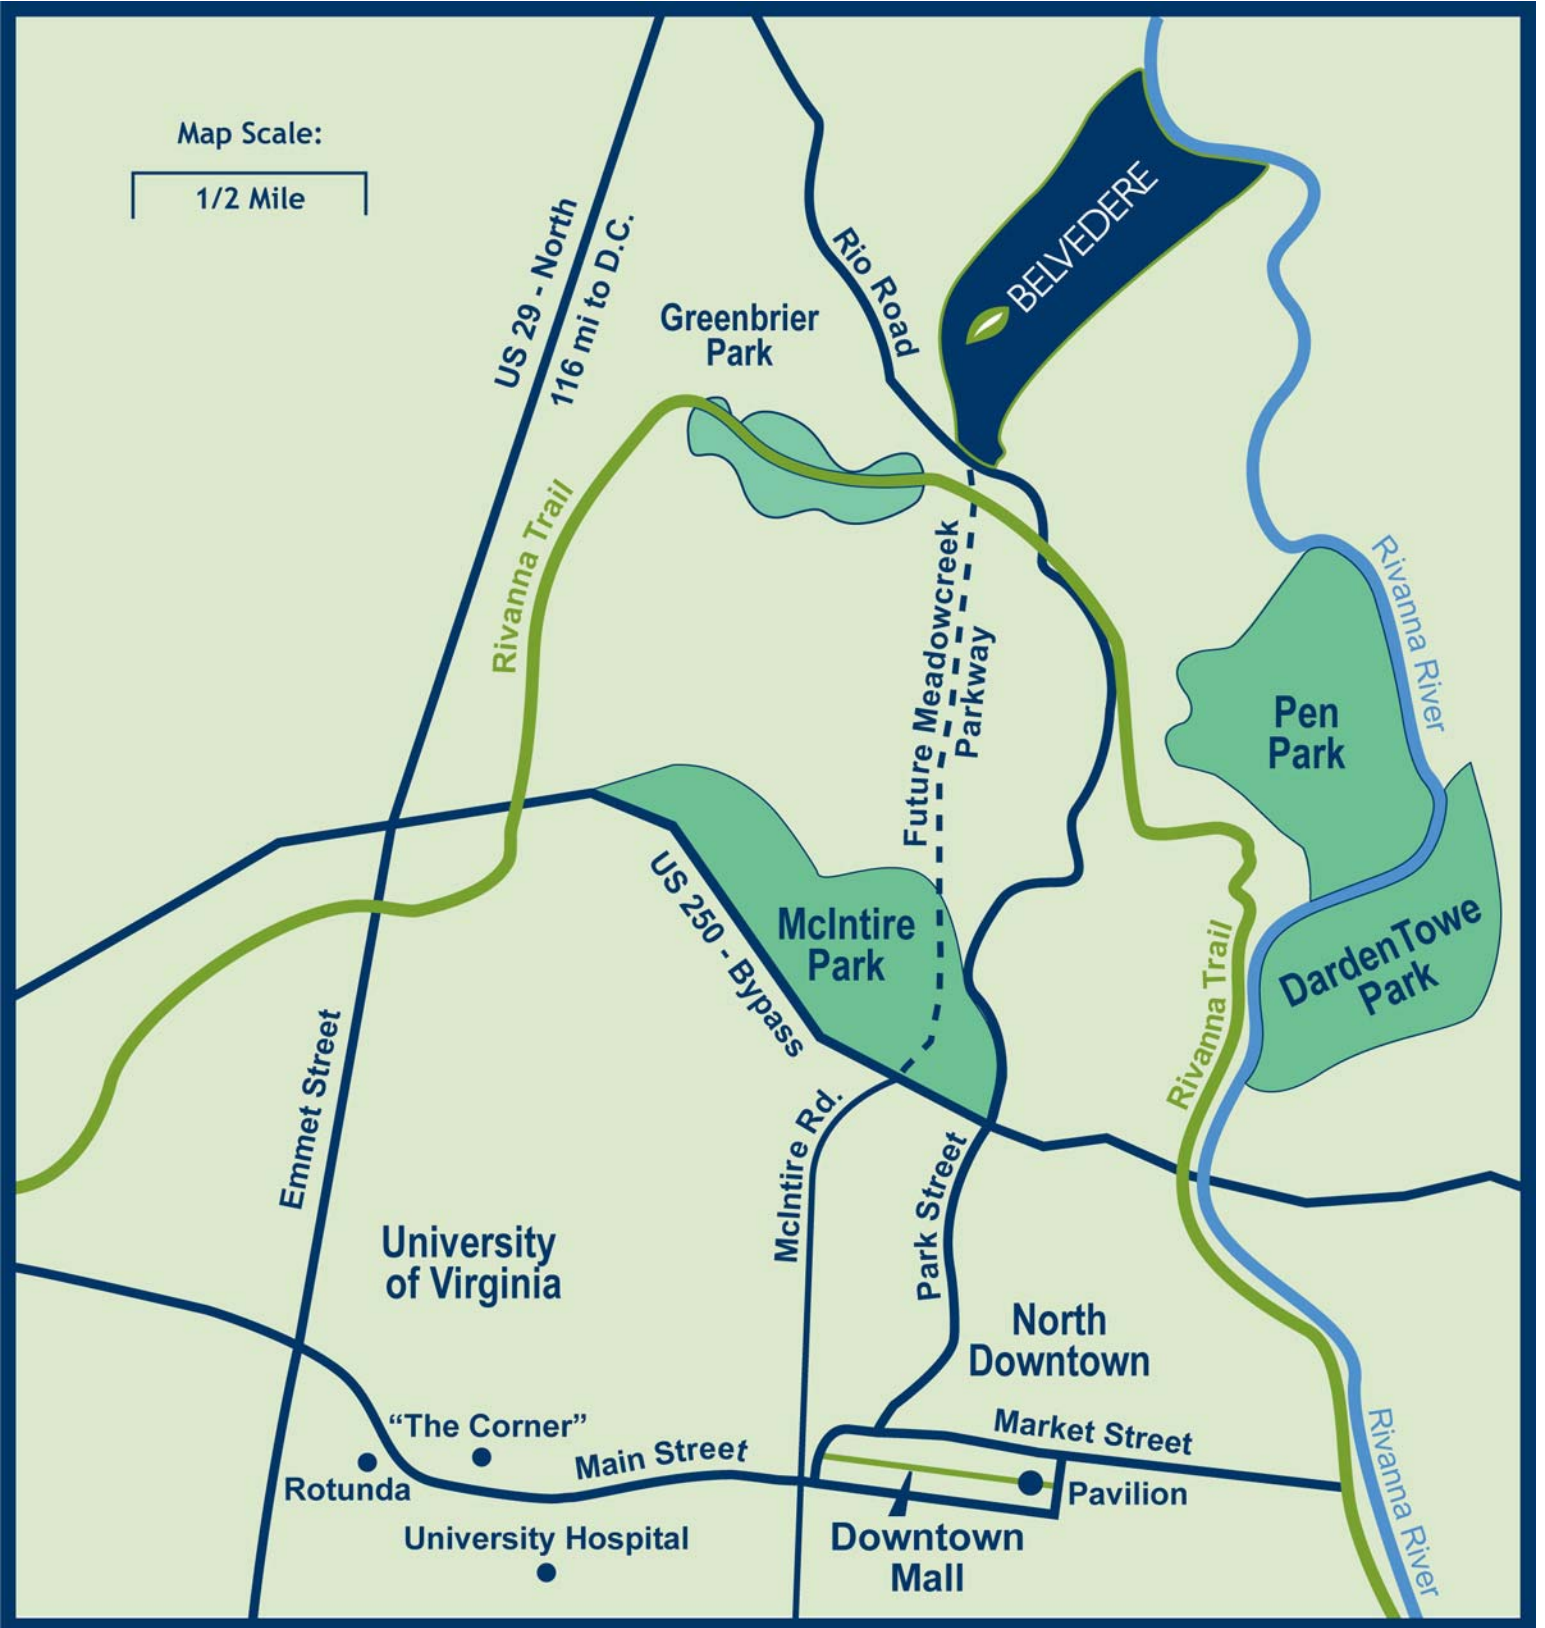 Map Scale:
1/2 Mile
US 29 - North
116 mi to D.C.
Rio Road
BELVEDERE
Greenbrier
Park
Rivanna Trail
Future Meadowcreek
Parkway
Rivanna River
Pen
Park
US 250 - Bypass
McIntire
Park
DardenTowe
Park
Rivanna Trail
Emmet Street
McIntire Rd.
Park Street
University
of Virginia
North
Downtown
“The Corner”
Main Street
Market Street
Rotunda
Pavilion
University Hospital
Downtown
Mall
Rivanna River